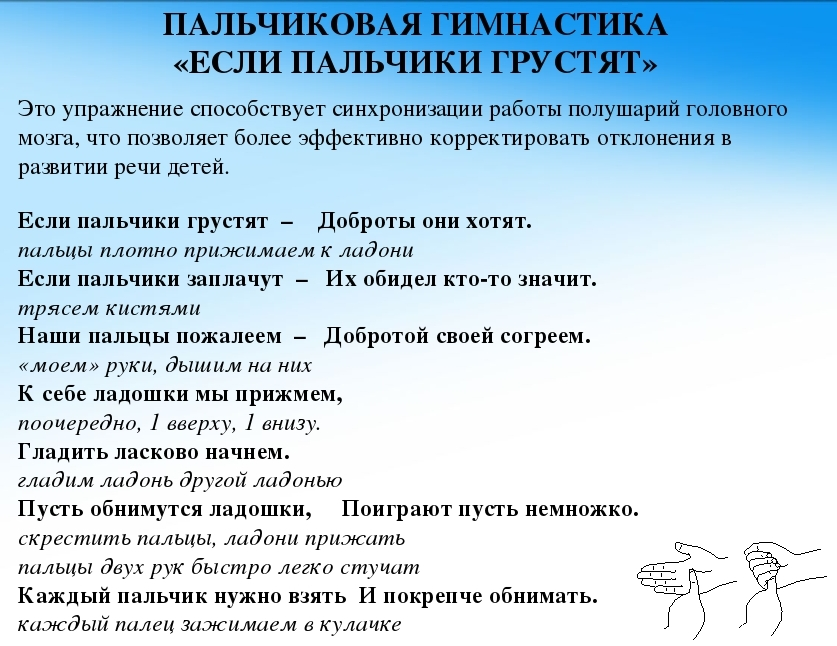 ПАЛЬЧИКОВАЯ ГИМНАСТИКА
«ЕСЛИ ПАЛЬЧИКИ ГРУСТЯТ»
Это упражнение способствует синхронизации работы полушарий головного
мозга, что позволяет более эффективно корректировать отклонения в
развитии речи детей.
Если пальчики грустят – Доброты они хотят.
пальцы плотно прижимаем к ладони
Если пальчики заплачут – Их обидел кто-то значит.
трясем кистями
Наши пальцы пожалеем – Добротой своей согреем.
«моем» руки, дышим на них
К себе ладошки мы прижмем,
поочередно, 1 вверху, 1 внизу.
Гладить ласково начнем.
гладим ладонь другой ладонью
Пусть обнимутся ладошки, Поиграют пусть немножко.
скрестить пальцы, ладони прижать
пальцы двух рук быстро легко стучат
Каждый пальчик нужно взять И покрепче обнимать.
каждый палец зажимаем в кулачке